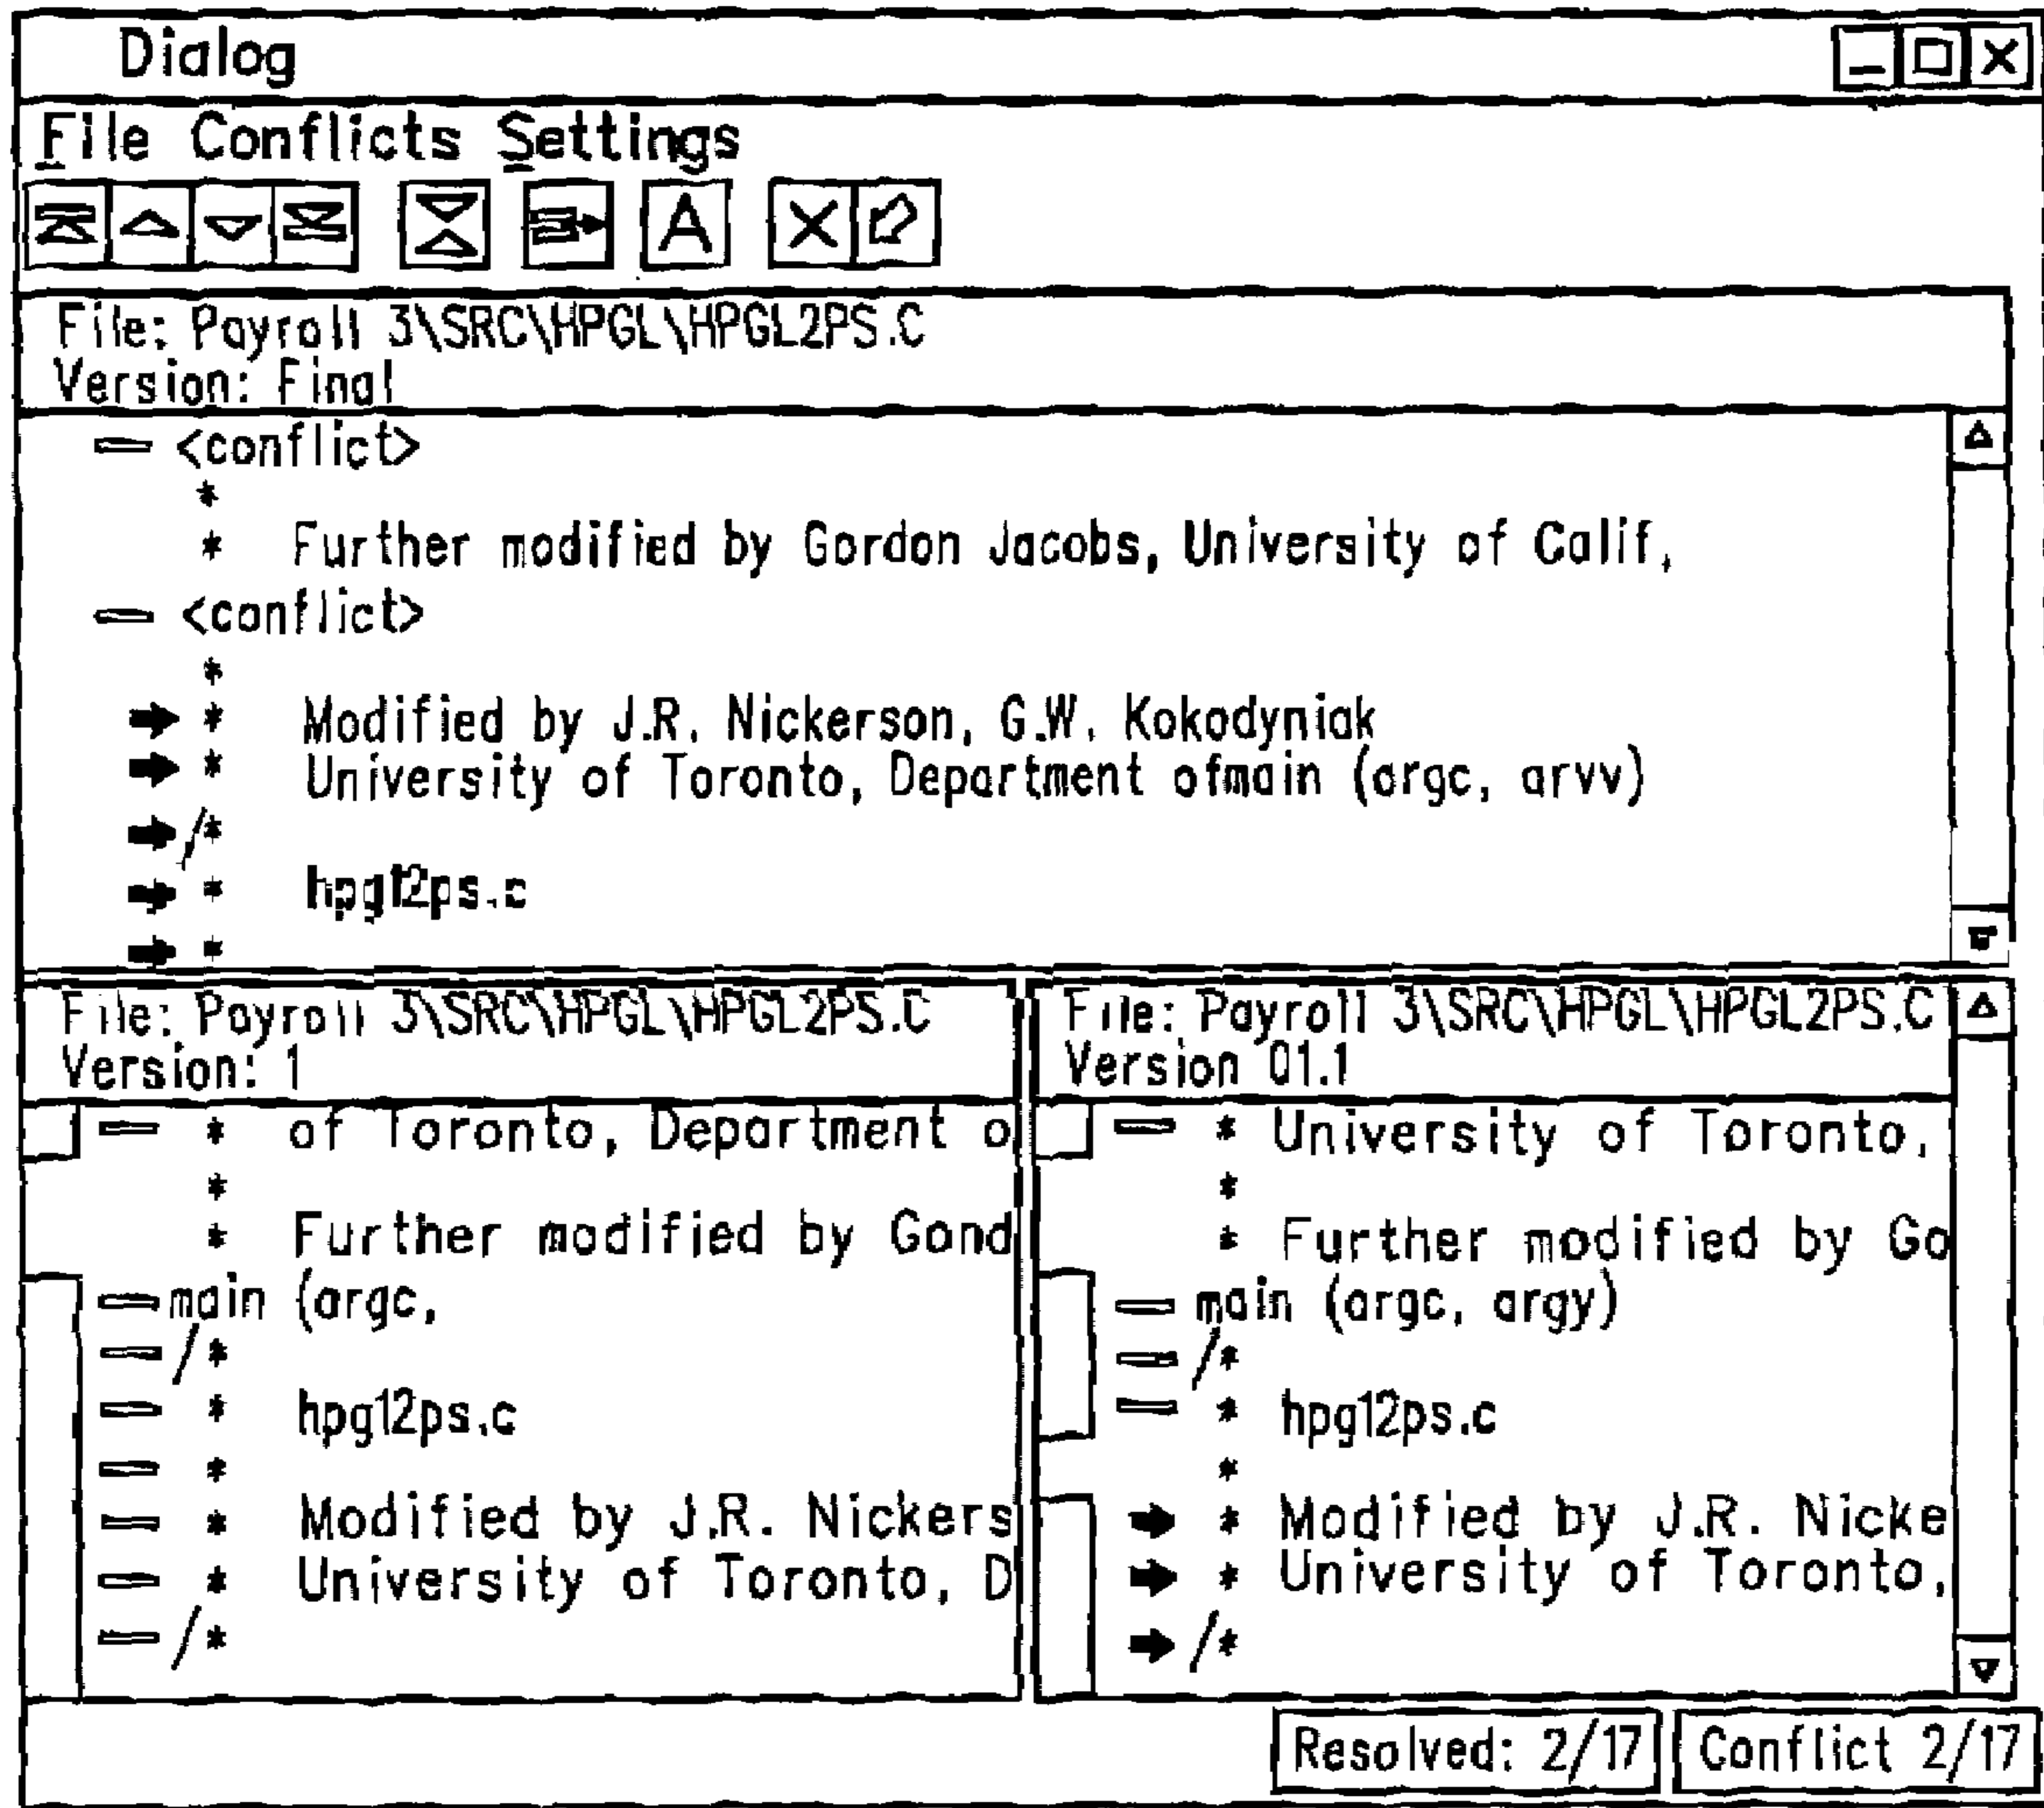 Dialog
File Conflicts Settings
A
File: Payroll 3\SRC\HPGL\HPGL2PS.C
Version: Final
<conflict>
*
* Further modified by Gordon Jacobs, University of Calif,
<conflict>
*
* Modified by J.R. Nickerson, G.W. Kokodyniak
* University of Toronto, Department ofmain (argc, arvv)
/*
* hpg12ps.c
*
File: Payroll 3\SRC\HPGL\HPGL2PS.C
Version: 1
* of Toronto, Department o
*
* Further modified by Gond
main (argc,
/*
* hpg12ps.c
*
* Modified by J.R. Nickers
* University of Toronto, D
/*
File: Payroll 3\SRC\HPGL\HPGL2PS.C
Version 01.1
* University of Toronto,
*
* Further modified by Go
main (argc, argy)
/*
* hpg12ps.c
*
* Modified by J.R. Nicke
* University of Toronto,
/*
Resolved: 2/17
Conflict 2/17